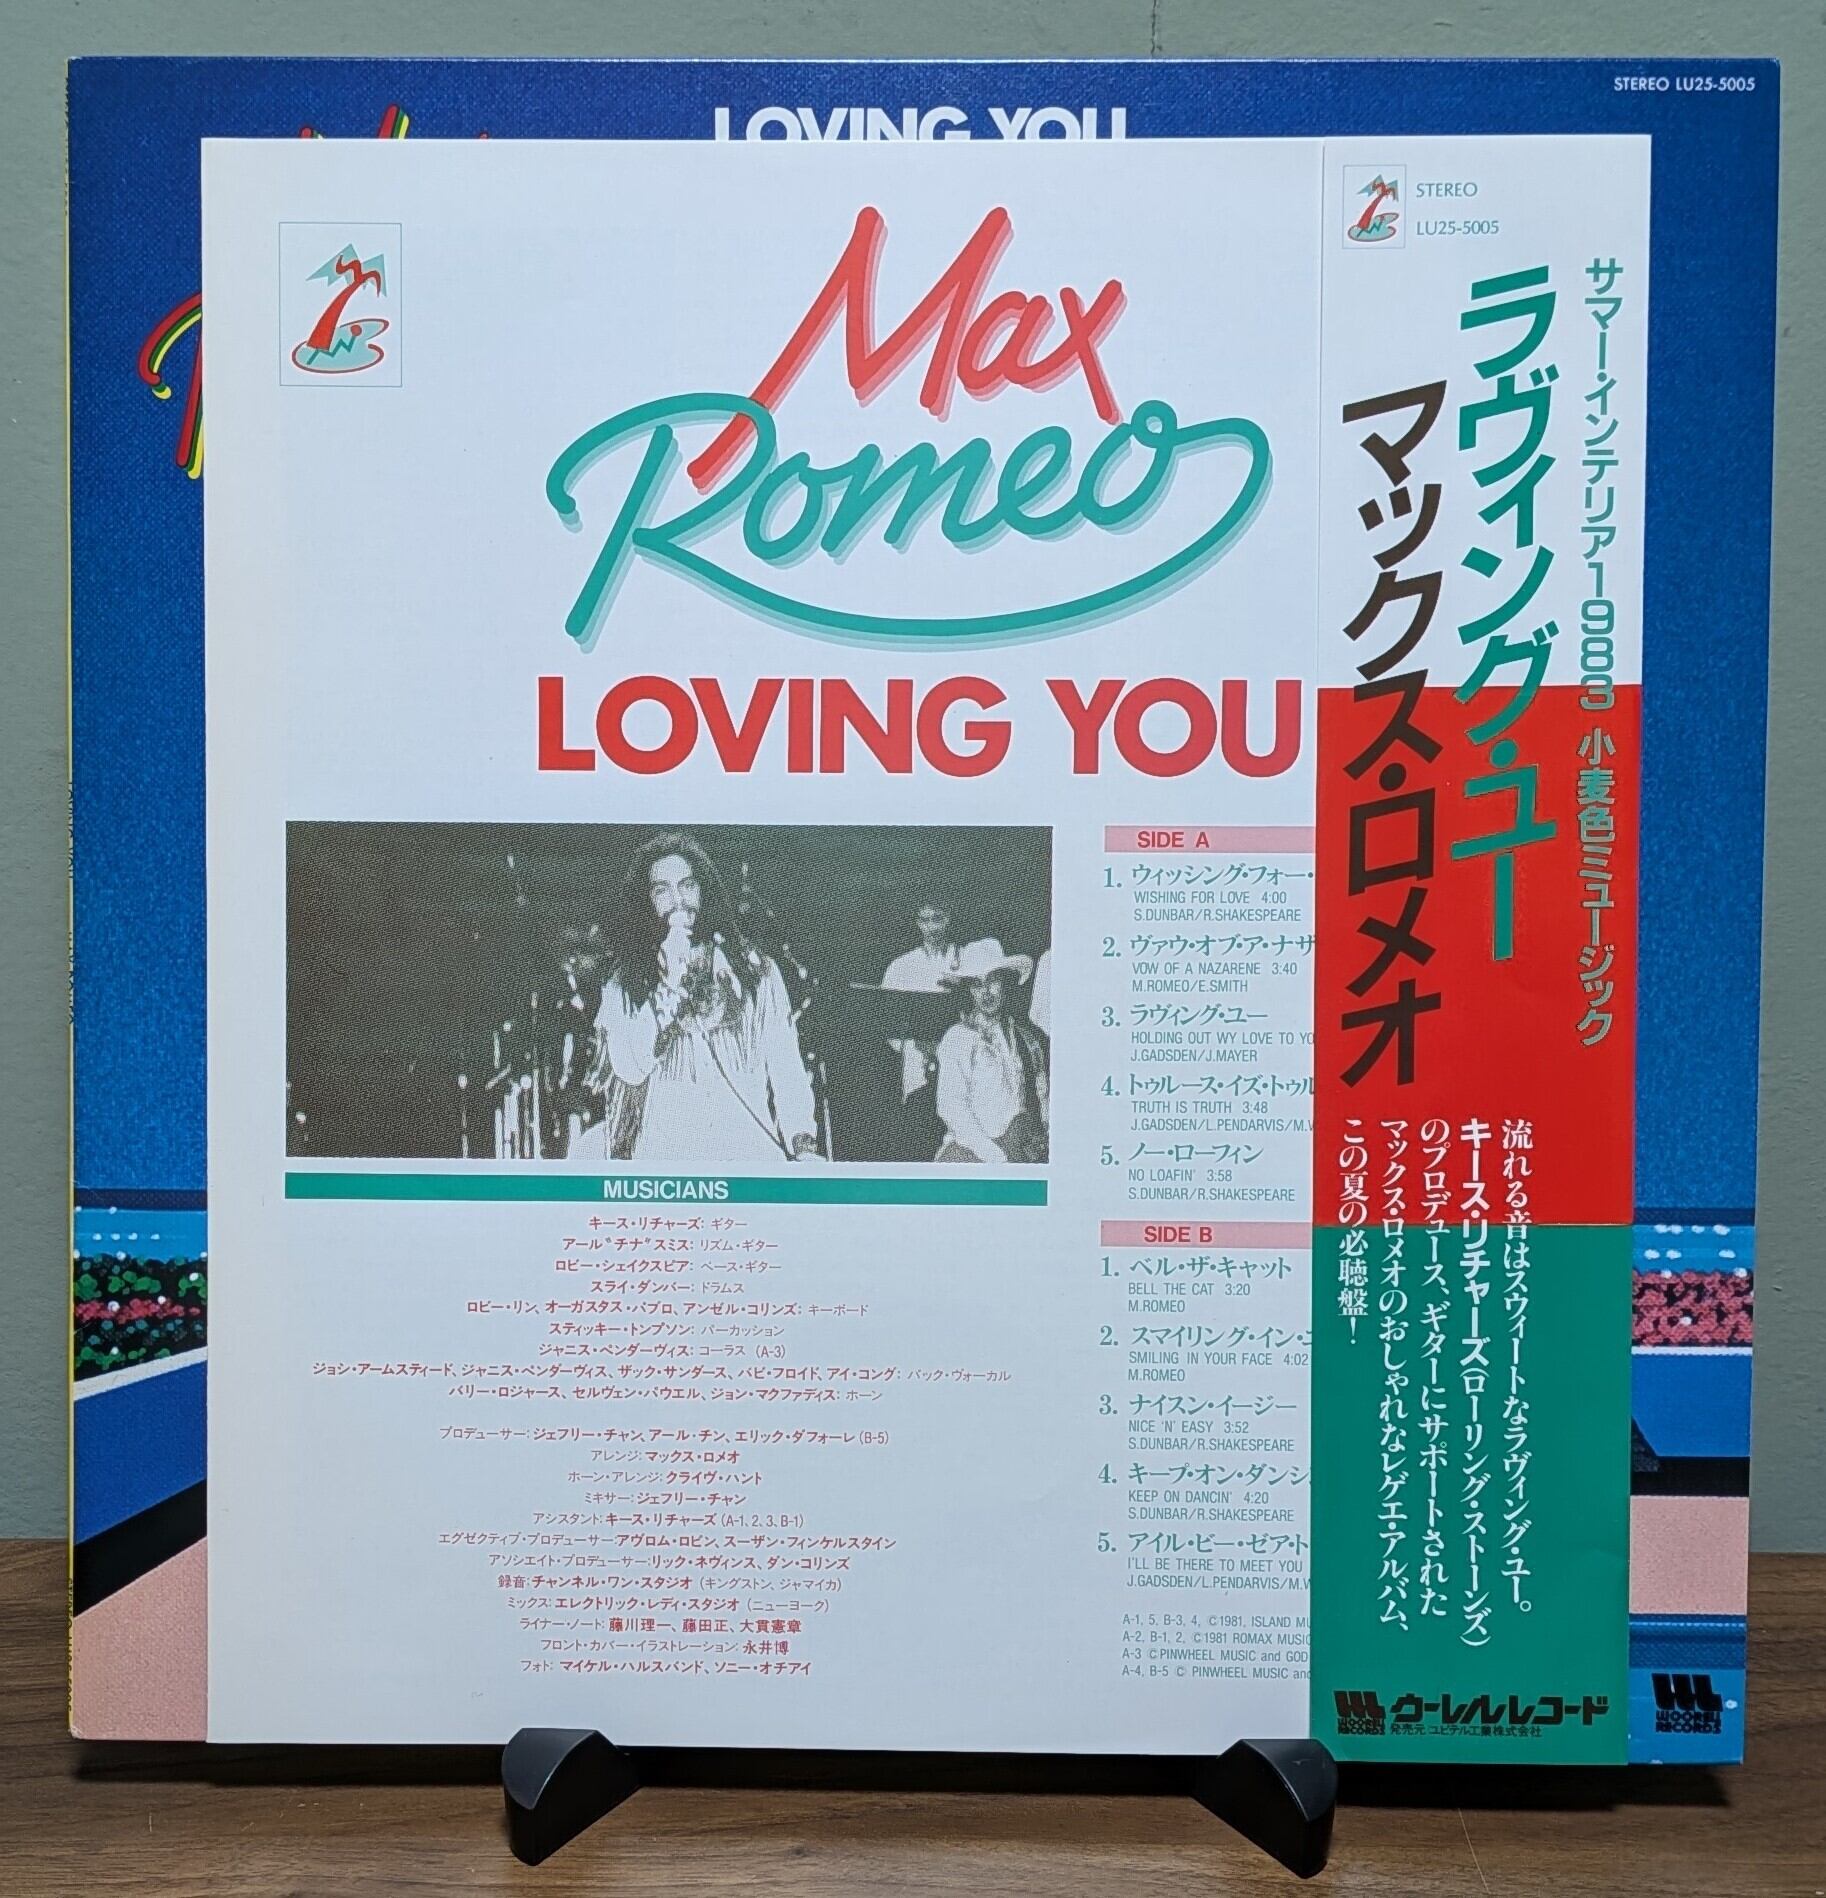 STEREO LU25-5005
LOVING YOU
Max
Romeo
LOVING YOU
SIDE A
1. ウィッシング・フォー・
WISHING FOR LOVE 4:00
S.DUNBAR/R.SHAKESPEARE
2. ヴァウ・オブ・ア・ナザ
VOW OF A NAZARENE 3:40
M.ROMEO/E.SMITH
3. ラヴィング・ユー
HOLDING OUT WY LOVE TO YO
J.GADSDEN/J.MAYER
4. トゥルース・イズ・トゥル
TRUTH IS TRUTH 3:48
J.GADSDEN/L.PENDARVIS/M.
5. ノー・ローフィン
NO LOAFIN' 3:58
S.DUNBAR/R.SHAKESPEARE
SIDE B
1. ベル・ザ・キャット
BELL THE CAT 3:20
M.ROMEO
2. スマイリング・イン・
SMILING IN YOUR FACE 4:02
M.ROMEO
3. ナイスン・イージー
NICE 'N' EASY 3:52
S.DUNBAR/R.SHAKESPEARE
4. キープ・オン・ダンシ
KEEP ON DANCIN' 4:20
S.DUNBAR/R.SHAKESPEARE
5. アイル・ビー・ゼア・ト
I'LL BE THERE TO MEET YOU
J.GADSDEN/L.PENDARVIS/M.
A-1, 5, B-3, 4, ©1981, ISLAND MU
A-2, B-1, 2, ©1981 ROMAX MUSIC
A-3 ©PINWHEEL MUSIC and GOD
A-4, B-5 © PINWHEEL MUSIC an
MUSICIANS
キース・リチャーズ: ギター
アール“チナ”スミス: リズム・ギター
ロビー・シェイクスピア: ベース・ギター
スライ・ダンバー: ドラムス
ロビー・リン、オーガスタス・パブロ、アンゼル・コリンズ: キーボード
スティッキー・トンプソン: パーカッション
ジャニス・ペンダーヴィス: コーラス (A-3)
ジョシ・アームスティード、ジャニス・ペンダーヴィス、ザック・サンダース、バビ・フロイド、アイ・コング: バック・ヴォーカル
バリー・ロジャース、セルヴェン・パウエル、ジョン・マクファディス: ホーン
プロデューサー: ジェフリー・チャン、アール・チン、エリック・ダフォーレ (B-5)
アレンジ: マックス・ロメオ
ホーン・アレンジ: クライヴ・ハント
ミキサー: ジェフリー・チャン
アシスタント: キース・リチャーズ (A-1, 2, 3, B-1)
エグゼクティブ・プロデューサー: アヴロム・ロビン、スーザン・フィンケルスタイン
アソシエイト・プロデューサー: リック・ネヴィンス、ダン・コリンズ
録音: チャンネル・ワン・スタジオ (キングストン、ジャマイカ)
ミックス: エレクトリック・レディ・スタジオ (ニューヨーク)
ライナー・ノート: 藤川理一、藤田正、大貫憲章
フロント・カバー・イラストレーション: 永井博
フォト: マイケル・ハルスバンド、ソニー・オチアイ
STEREO
LU25-5005
サマー・インテリア1983 小麦色ミュージック
ラヴィング・ユー
マックス・ロメオ
流れる音はスウィートなラヴィング・ユー。
キース・リチャーズ(ローリング・ストーンズ)
のプロデュース、ギターにサポートされた
マックス・ロメオのおしゃれなレゲエ・アルバム、
この夏の必聴盤！
WOOREL RECORDS
ウーレルレコード
発売元 ユピテル工業株式会社
WOOREL
RECORDS